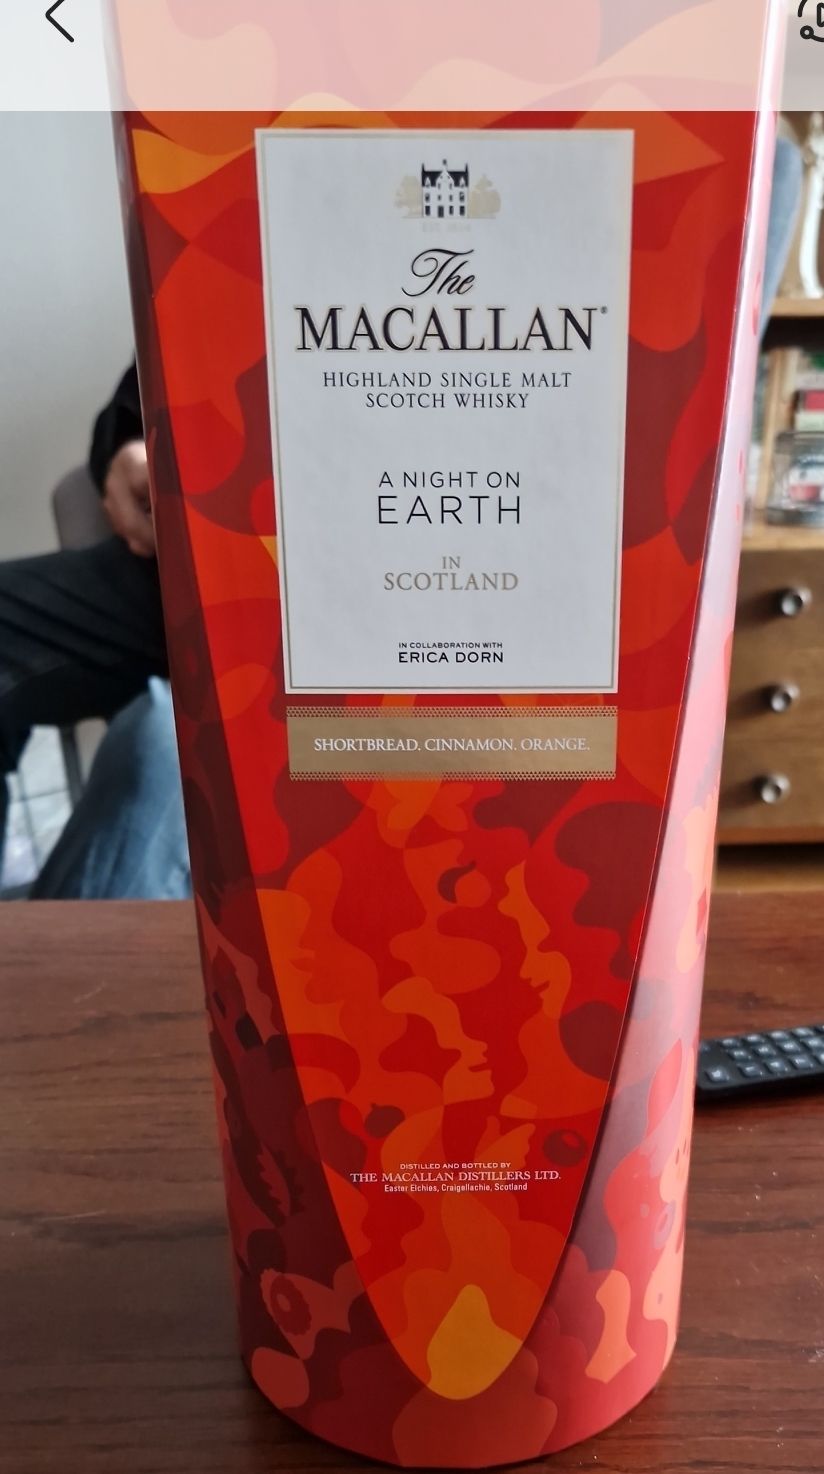 The
MACALLAN®
HIGHLAND SINGLE MALT
SCOTCH WHISKY
A NIGHT ON
EARTH
IN
SCOTLAND
IN COLLABORATION WITH
ERICA DORN
SHORTBREAD. CINNAMON. ORANGE.
DISTILLED AND BOTTLED BY
THE MACALLAN DISTILLERS LTD.
Easter Elchies, Craigellachie, Scotland